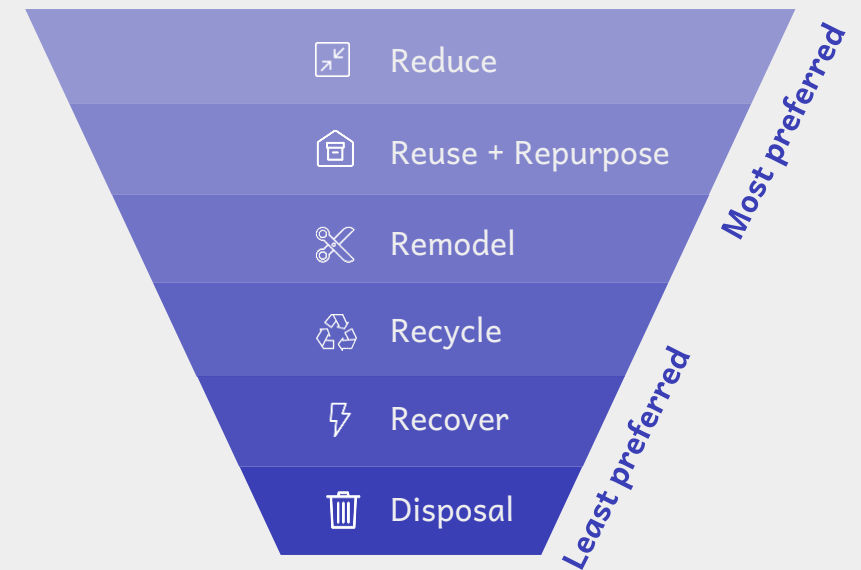 Reduce
Reuse + Repurpose
Remodel
Recycle
Recover
Disposal
Most preferred
Least preferred